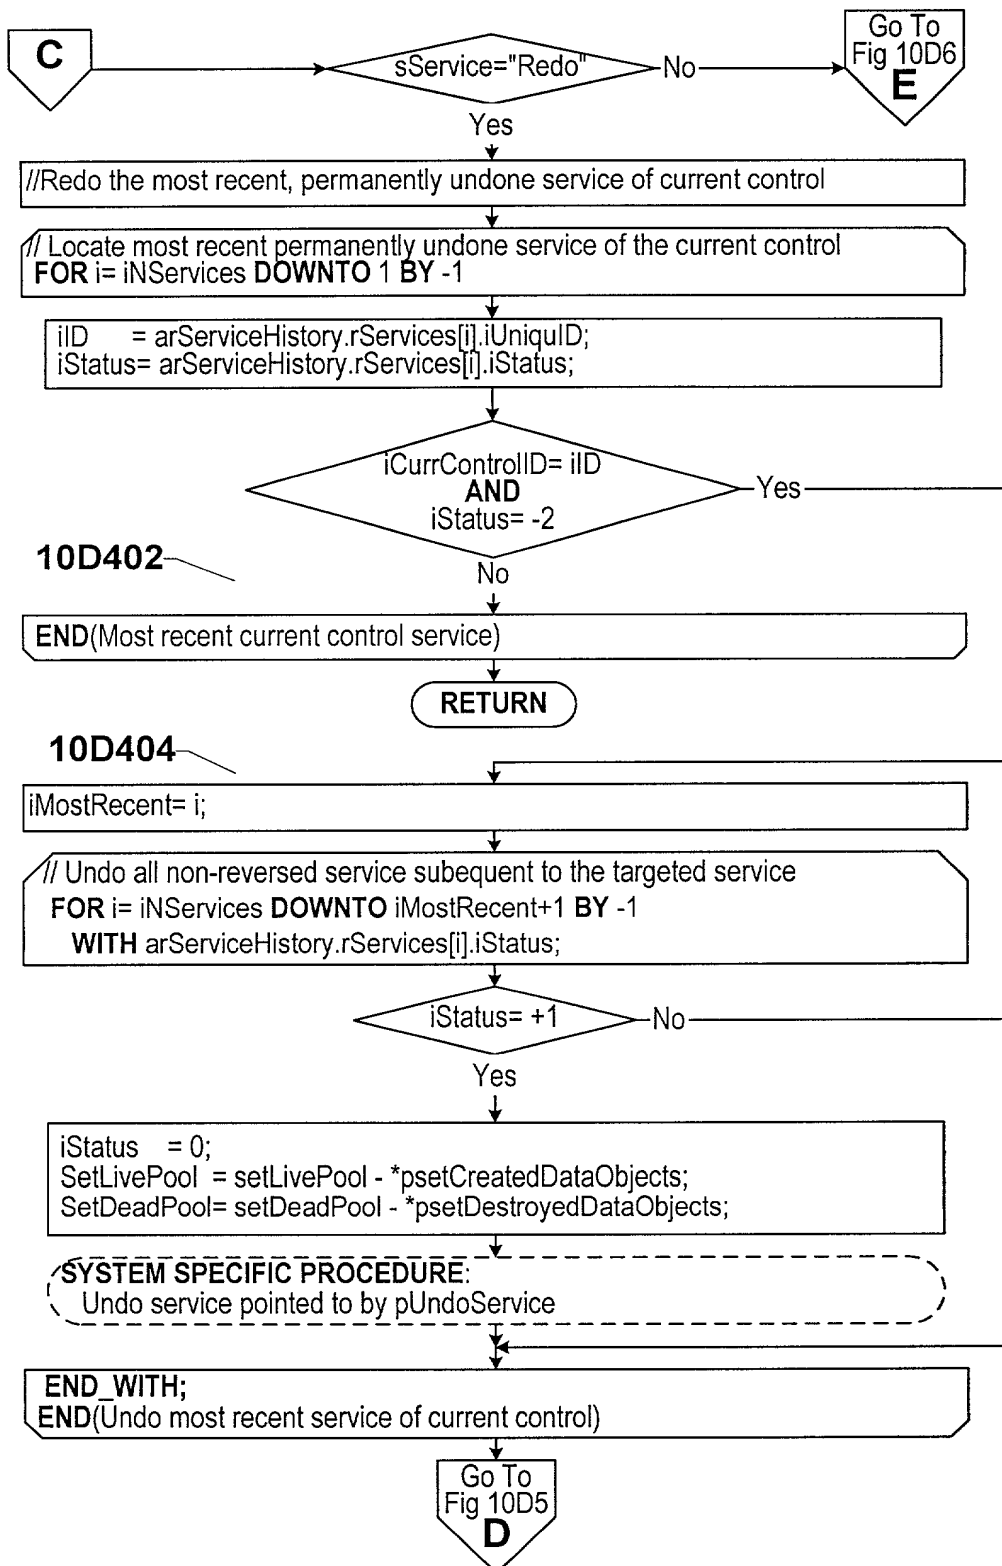 C
sService="Redo"
No
Go To
Fig 10D6
E
Yes
//Redo the most recent, permanently undone service of current control
// Locate most recent permanently undone service of the current control
FOR i= iNServices DOWNTO 1 BY -1
iID = arServiceHistory.rServices[i].iUniquID;
iStatus= arServiceHistory.rServices[i].iStatus;
iCurrControlID= iID
AND
iStatus= -2
Yes
10D402
No
END(Most recent current control service)
RETURN
10D404
iMostRecent= i;
// Undo all non-reversed service subequent to the targeted service
FOR i= iNServices DOWNTO iMostRecent+1 BY -1
WITH arServiceHistory.rServices[i].iStatus;
iStatus= +1
No
Yes
iStatus = 0;
SetLivePool = setLivePool - *psetCreatedDataObjects;
SetDeadPool= setDeadPool - *psetDestroyedDataObjects;
SYSTEM SPECIFIC PROCEDURE:
Undo service pointed to by pUndoService
END_WITH;
END(Undo most recent service of current control)
Go To
Fig 10D5
D